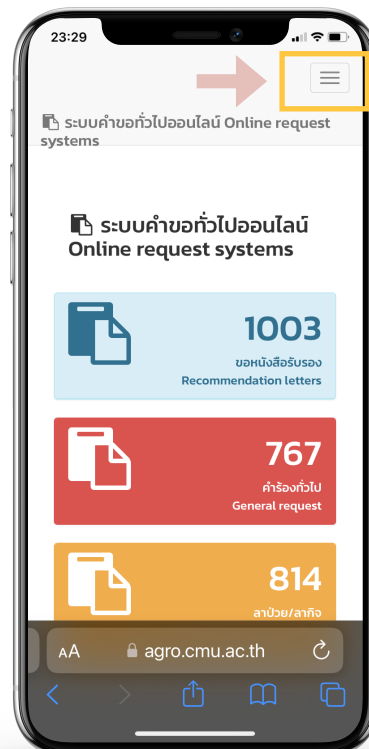 23:29
ระบบคำขอทั่วไปออนไลน์ Online request
systems
ระบบคำขอทั่วไปออนไลน์
Online request systems
1003
ขอหนังสือรับรอง
Recommendation letters
767
คำร้องทั่วไป
General request
814
ลาป่วย/ลากิจ
AA agro.cmu.ac.th